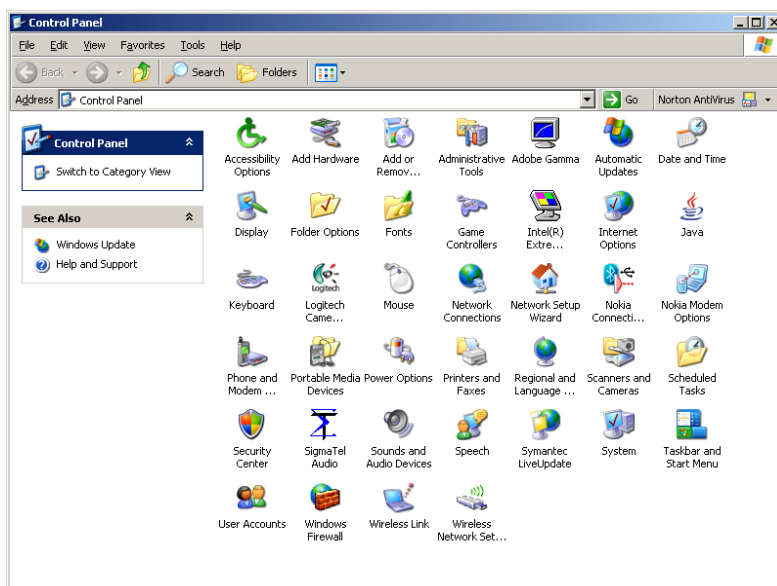 Control Panel
File Edit View Favorites Tools Help
Back Search Folders
Address Control Panel Go Norton AntiVirus
Control Panel
Switch to Category View
See Also
Windows Update
Help and Support
Accessibility Options
Add Hardware
Add or Remov...
Administrative Tools
Adobe Gamma
Automatic Updates
Date and Time
Display
Folder Options
Fonts
Game Controllers
Intel(R) Extre...
Internet Options
Java
Keyboard
Logitech
Logitech Came...
Mouse
Network Connections
Network Setup Wizard
Nokia Connecti...
Nokia Modem Options
Phone and Modem ...
Portable Media Devices
Power Options
Printers and Faxes
Regional and Language ...
Scanners and Cameras
Scheduled Tasks
Security Center
SigmaTel Audio
Sounds and Audio Devices
Speech
Symantec LiveUpdate
System
Taskbar and Start Menu
User Accounts
Windows Firewall
Wireless Link
Wireless Network Set...